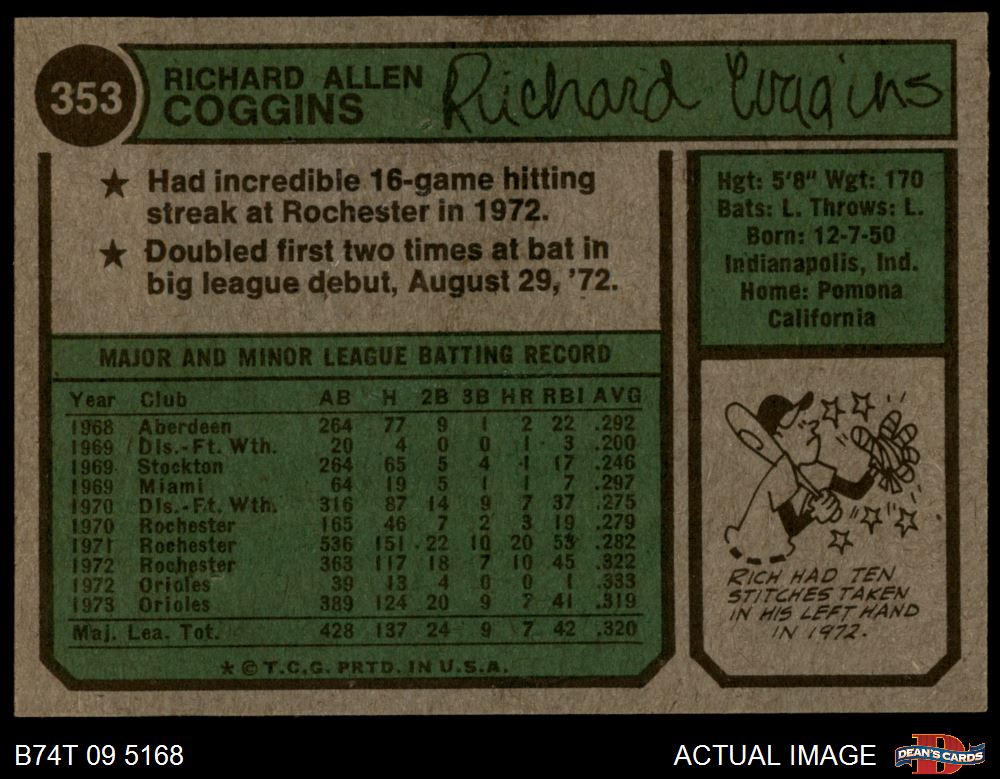 353
RICHARD ALLEN
COGGINS
Richard Coggins
★ Had incredible 16-game hitting
streak at Rochester in 1972.
★ Doubled first two times at bat in
big league debut, August 29, '72.
Hgt: 5'8" Wgt: 170
Bats: L. Throws: L.
Born: 12-7-50
Indianapolis, Ind.
Home: Pomona
California
MAJOR AND MINOR LEAGUE BATTING RECORD
Year Club AB H 2B 3B HR RBI AVG
1968 Aberdeen 264 77 9 1 2 22 .292
1969 Dls.-Ft. Wth. 20 4 0 0 1 3 .200
1969 Stockton 264 65 5 4 1 17 .246
1969 Miami 64 19 5 1 1 7 .297
1970 Dls.-Ft. Wth. 316 87 14 9 7 37 .275
1970 Rochester 165 46 7 2 3 19 .279
1971 Rochester 536 151 22 10 20 53 .282
1972 Rochester 363 117 18 7 10 45 .322
1972 Orioles 39 13 4 0 0 1 .333
1973 Orioles 389 124 20 9 7 41 .319
Maj. Lea. Tot. 428 137 24 9 7 42 .320
★ © T.C.G. PRTD. IN U.S.A.
RICH HAD TEN
STITCHES TAKEN
IN HIS LEFT HAND
IN 1972.
B74T 09 5168
ACTUAL IMAGE
DEAN'S CARDS